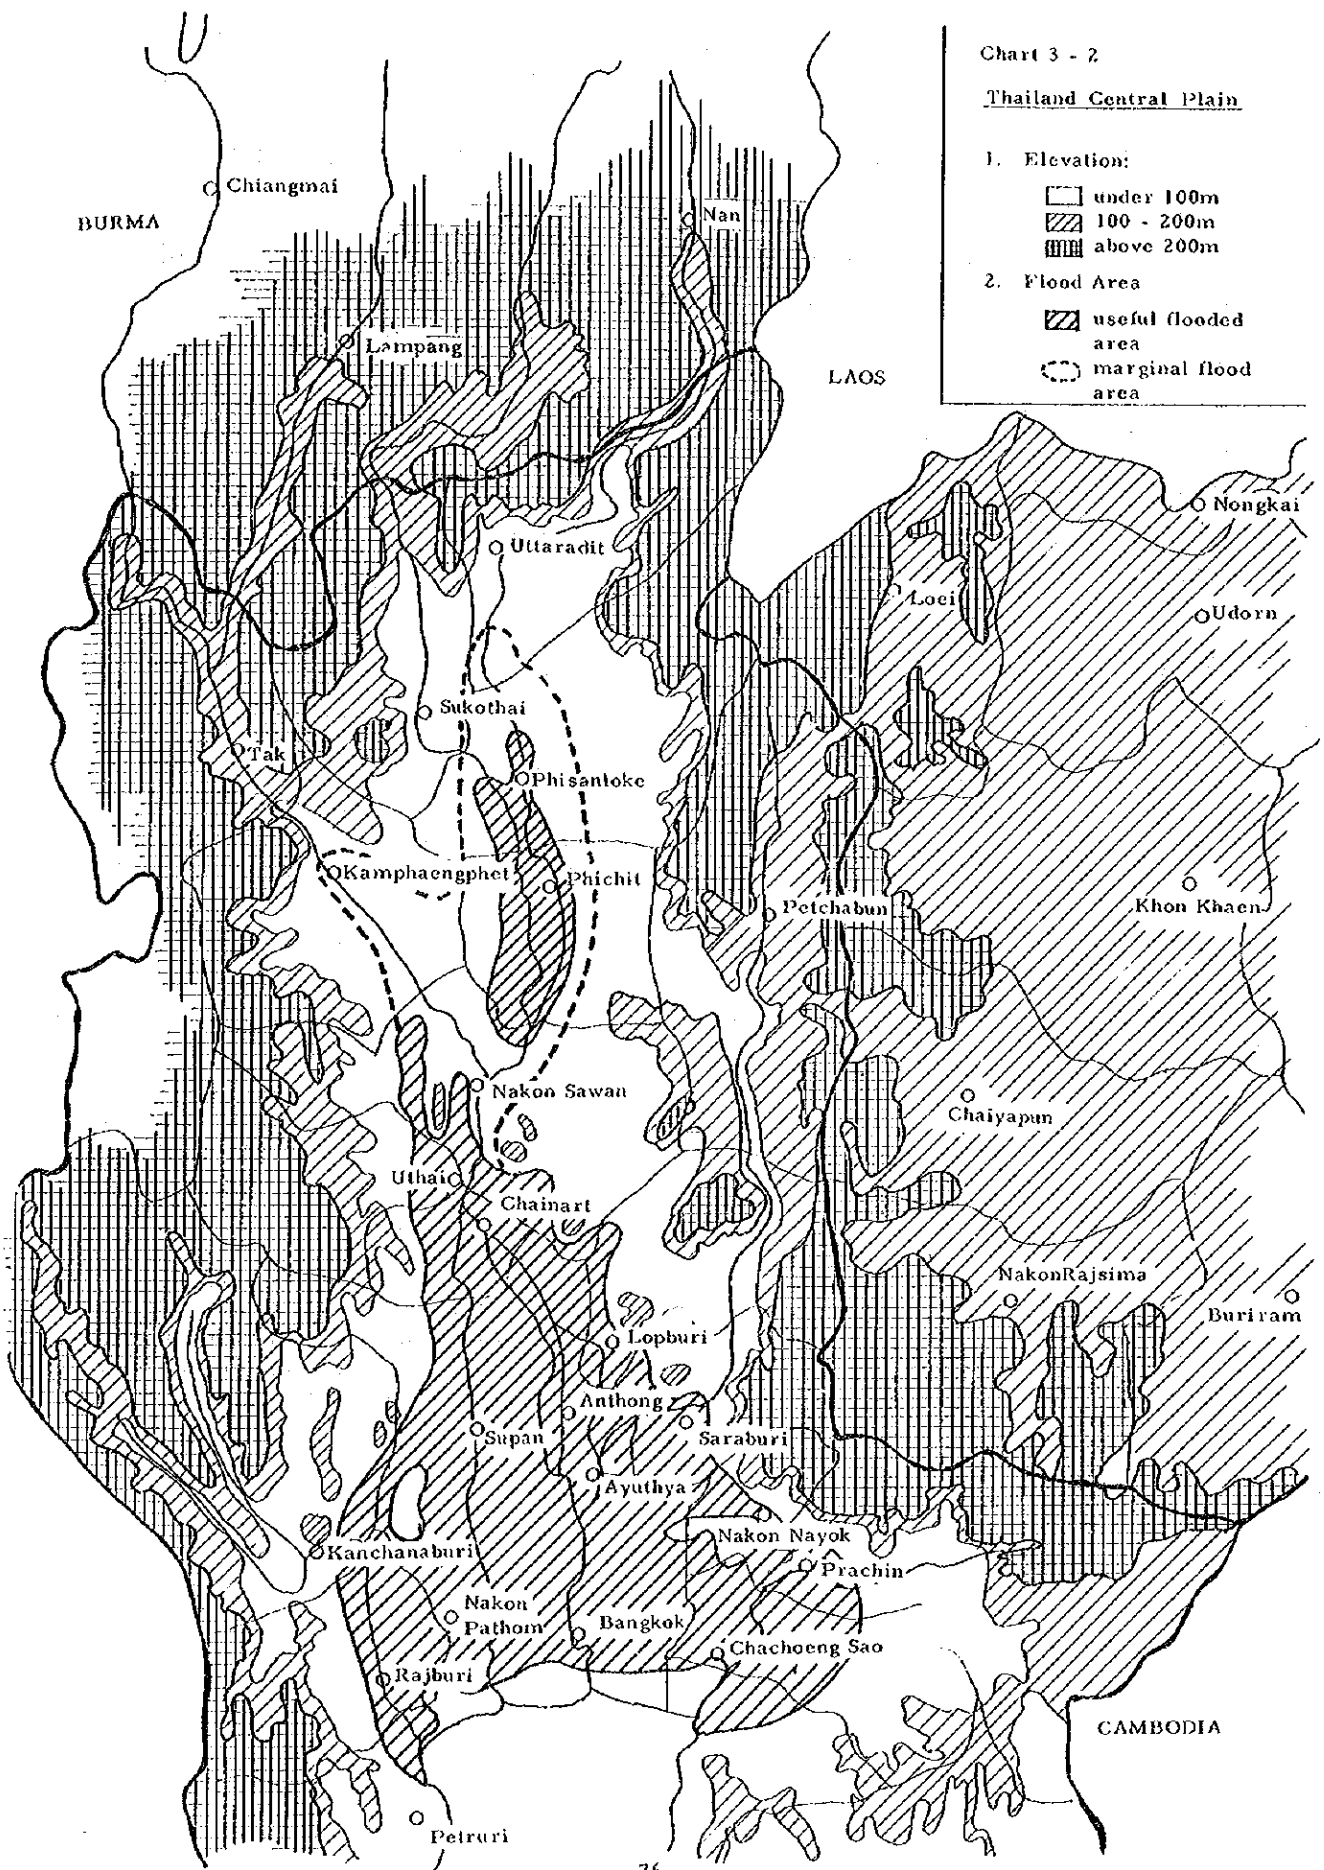 Chart 3 - 2
Thailand Central Plain
1. Elevation:
under 100m
100 - 200m
above 200m
2. Flood Area
useful flooded
area
marginal flood
area
Chiangmai
BURMA
Nan
Lampang
LAOS
Nongkai
Uttaradit
Loei
Udorn
Sukothai
Tak
Phisanloke
Kamphaengphet
Phichit
Petchabun
Khon Khaen
Nakon Sawan
Chaiyapun
Uthai
Chainart
NakonRajsima
Buriram
Lopburi
Anthong
Supan
Saraburi
Ayuthya
Nakon Nayok
Kanchanaburi
Prachin
Nakon
Pathom
Bangkok
Chachoeng Sao
Rajburi
CAMBODIA
Petruri